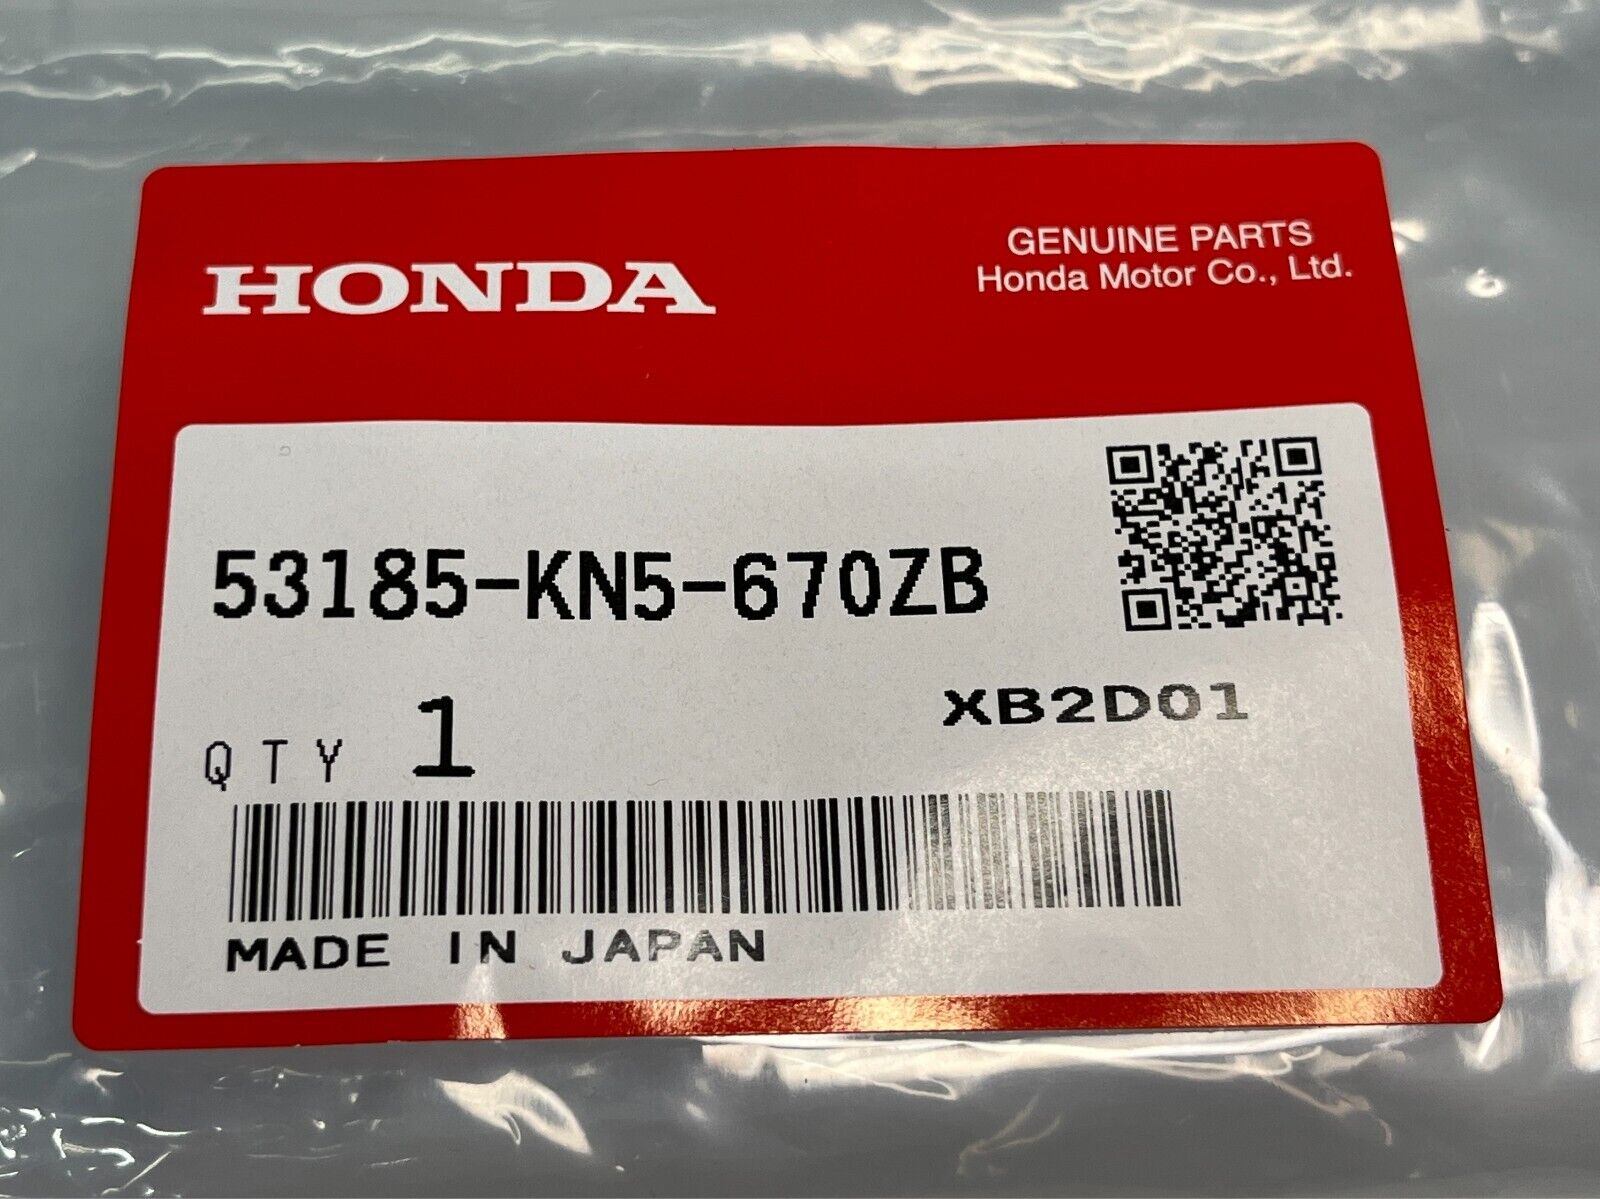 HONDA
GENUINE PARTS
Honda Motor Co., Ltd.
53185-KN5-670ZB
XB2D01
QTY 1
MADE IN JAPAN